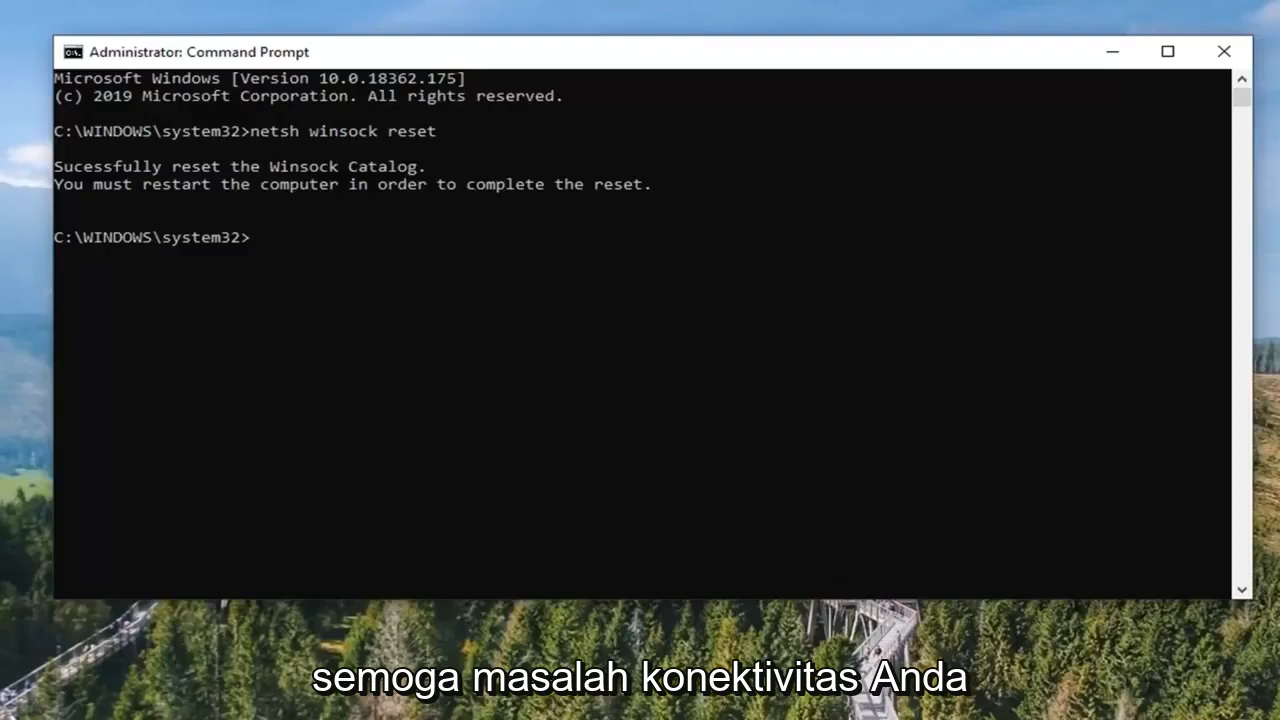 Administrator: Command Prompt
Microsoft Windows [Version 10.0.18362.175]
(c) 2019 Microsoft Corporation. All rights reserved.
C:\WINDOWS\system32>netsh winsock reset
Sucessfully reset the Winsock Catalog.
You must restart the computer in order to complete the reset.
C:\WINDOWS\system32>
semoga masalah konektivitas Anda